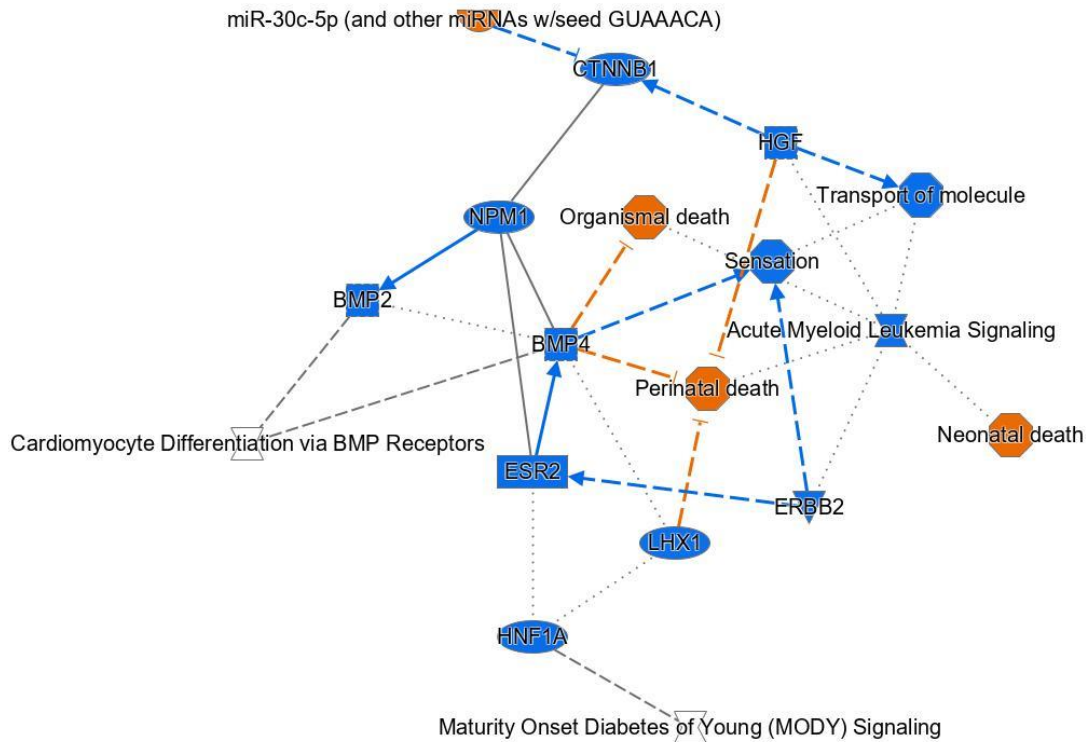 miR-30c-5p (and other miRNAs w/seed GUAAACA)
CTNNB1
HGF
Transport of molecule
NPM1
Organismal death
Sensation
BMP2
Acute Myeloid Leukemia Signaling
BMP4
Perinatal death
Neonatal death
Cardiomyocyte Differentiation via BMP Receptors
ESR2
ERBB2
LHX1
HNF1A
Maturity Onset Diabetes of Young (MODY) Signaling